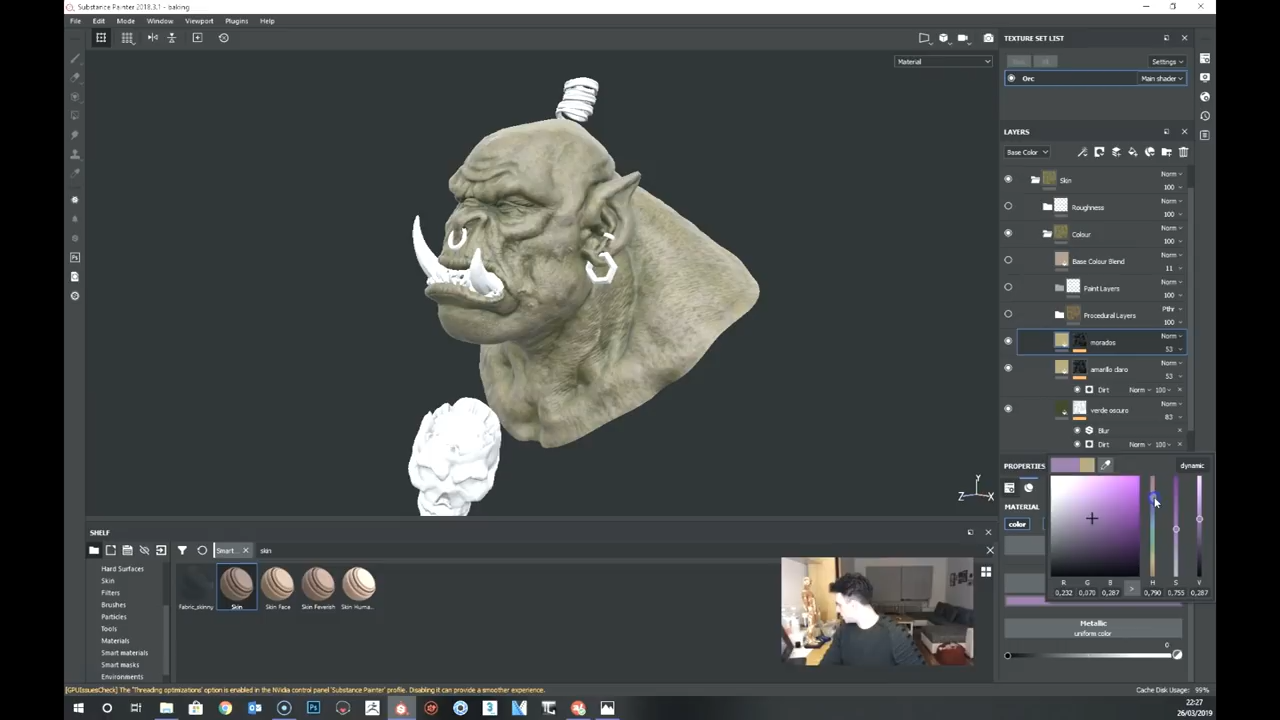 Substance Painter 2018.3.1 - baking
File Edit Mode Window Viewport Plugins Help
Material
TEXTURE SET LIST
Settings
Orc Main shader
LAYERS
Base Color
Skin Norm 100
Roughness Norm 100
Colour Norm 100
Base Colour Blend Norm 11
Paint Layers Norm 100
Procedural Layers Pthr 100
morados Norm 53
amarillo claro Norm 53
Dirt Norm 100
verde oscuro Norm 83
Blur
Dirt Norm 100
PROPERTIES
dynamic
MATERIAL
color
R G B H S V
0,232 0,070 0,287 > 0,790 0,755 0,287
Metallic
uniform color
0
Y
Z X
SHELF
Smart... skin
Hard Surfaces
Skin
Filters
Brushes
Particles
Tools
Materials
Smart materials
Smart masks
Environments
Fabric_skinny Skin Skin Face Skin Feverish Skin Huma...
[GPUIssuesCheck] The 'Threading optimizations' option is enabled in the NVidia control panel 'Substance Painter' profile. Disabling it can provide a smoother experience.
Cache Disk Usage: 99%
22:27
26/03/2019